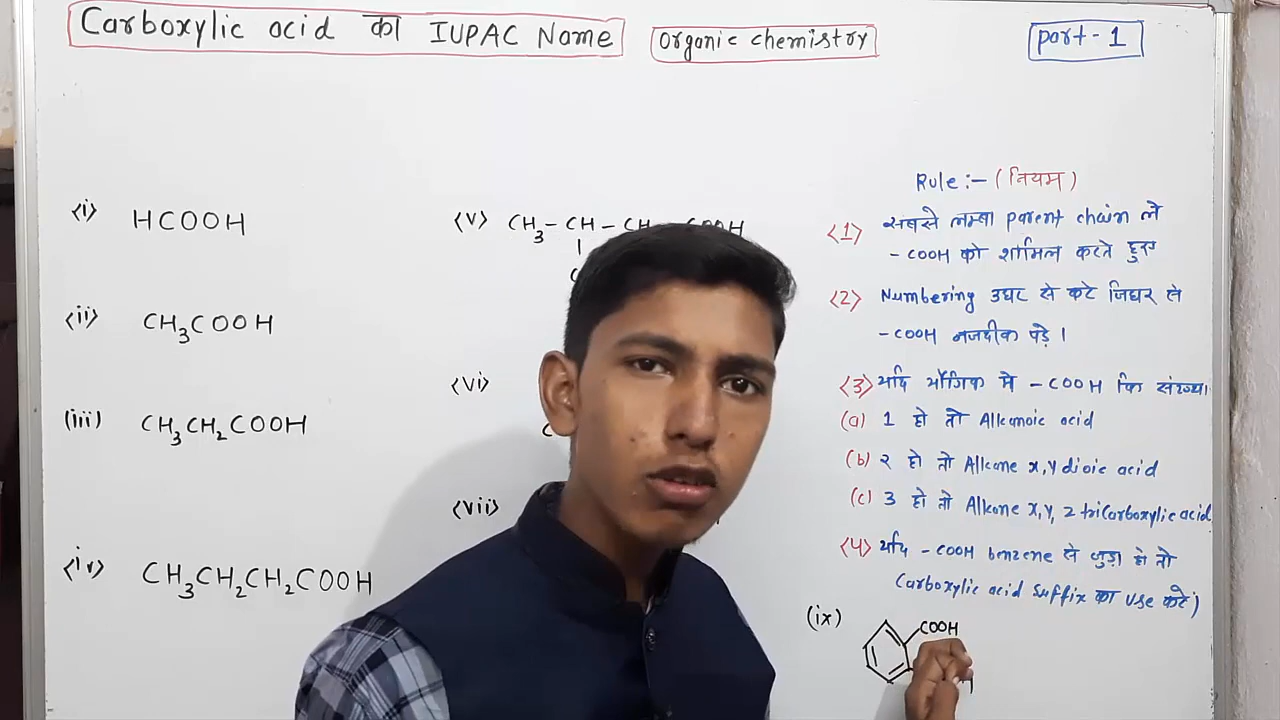 Carboxylic acid का IUPAC Name
Organic chemistry
part-1
(i) HCOOH
(ii) CH3COOH
(iii) CH3CH2COOH
(iv) CH3CH2CH2COOH
(v) CH3-CH-CH
(vi)
(vii)
Rule:-(नियम)
(1) सबसे लम्बा parent chain ले
-COOH को शामिल करते हुए
(2) Numbering उधर से करे जिधर से
-COOH नजदीक पड़े।
(3) यदि यौगिक मे -COOH कि संख्या
(a) 1 हो तो Alkanoic acid
(b) 2 हो तो Alkane x,y dioic acid
(c) 3 हो तो Alkane x,y,z tricarboxylic acid
(4) यदि -COOH benzene से जुड़ा हो तो
Carboxylic acid suffix का use करे)
(ix) COOH